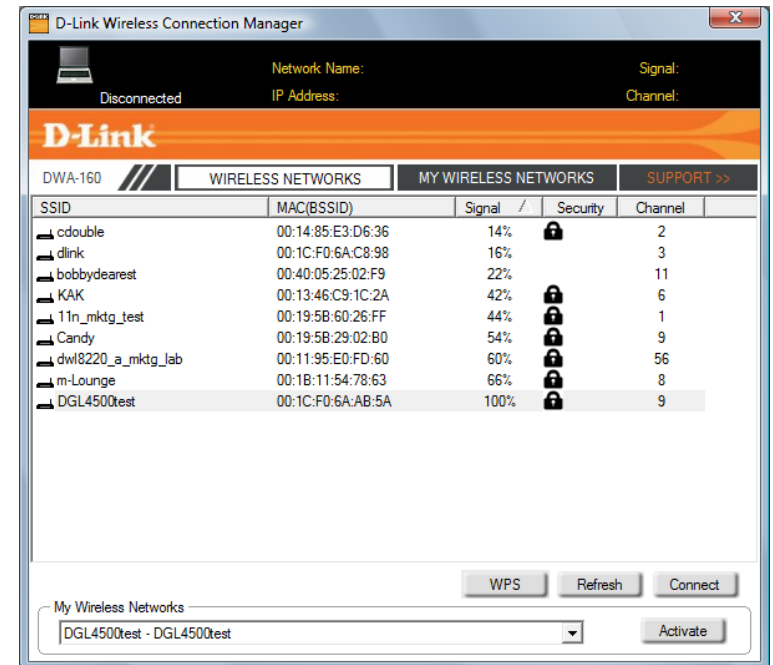 D-Link Wireless Connection Manager
Network Name: Signal:
Disconnected IP Address: Channel:
D-Link
DWA-160 WIRELESS NETWORKS MY WIRELESS NETWORKS SUPPORT >>
SSID MAC(BSSID) Signal Security Channel
cdouble 00:14:85:E3:D6:36 14% 2
dlink 00:1C:F0:6A:C8:98 16% 3
bobbydearest 00:40:05:25:02:F9 22% 11
KAK 00:13:46:C9:1C:2A 42% 6
11n_mktg_test 00:19:5B:60:26:FF 44% 1
Candy 00:19:5B:29:02:B0 54% 9
dwl8220_a_mktg_lab 00:11:95:E0:FD:60 60% 56
m-Lounge 00:1B:11:54:78:63 66% 8
DGL4500test 00:1C:F0:6A:AB:5A 100% 9
WPS Refresh Connect
My Wireless Networks
DGL4500test - DGL4500test Activate